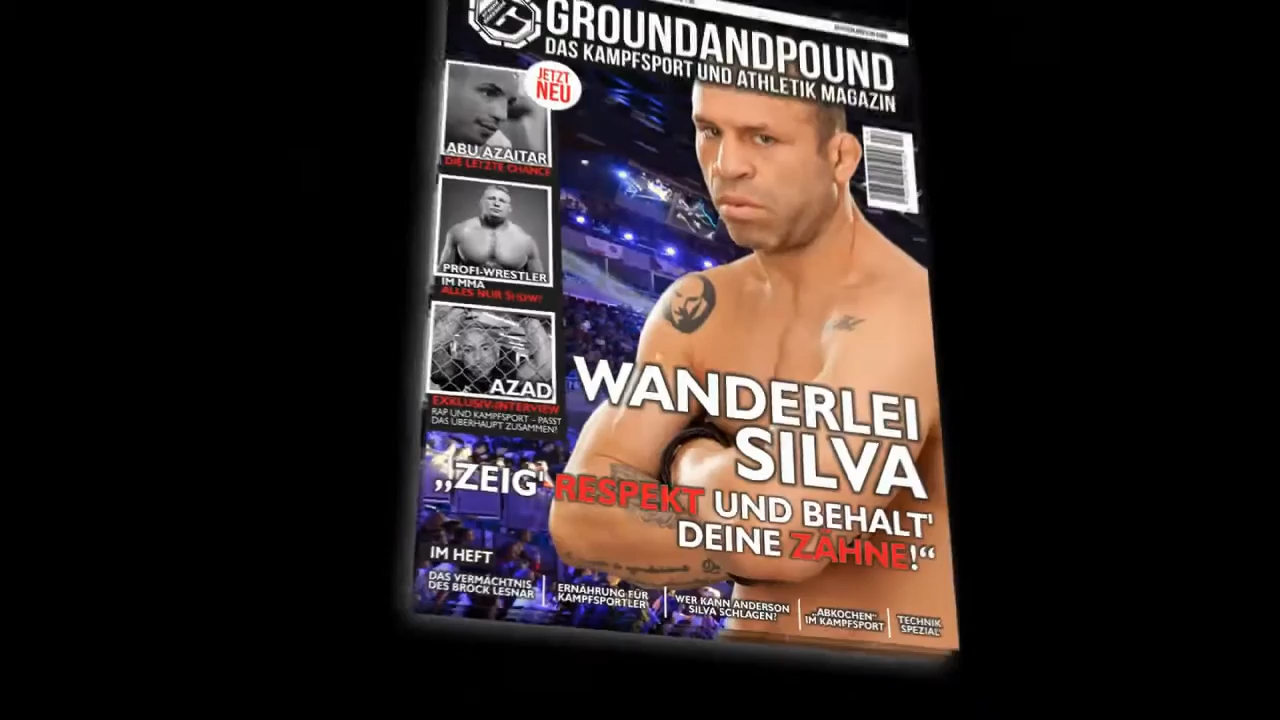 GROUNDANDPOUND
DAS KAMPFSPORT UND ATHLETIK MAGAZIN
JETZT
NEU
ABU AZAITAR
DIE LETZTE CHANCE
PROFI-WRESTLER
IM MMA
ALLES NUR SHOW?
AZAD
EXKLUSIV-INTERVIEW
RAP UND KAMPFSPORT – PASST
DAS ÜBERHAUPT ZUSAMMEN?
WANDERLEI
SILVA
„ZEIG' RESPEKT UND BEHALT'
DEINE ZÄHNE!“
IM HEFT
DAS VERMÄCHTNIS
DES BROCK LESNAR
ERNÄHRUNG FÜR
KAMPFSPORTLER
WER KANN ANDERSON
SILVA SCHLAGEN?
„ABKOCHEN“
IM KAMPFSPORT
TECHNIK
SPEZIAL